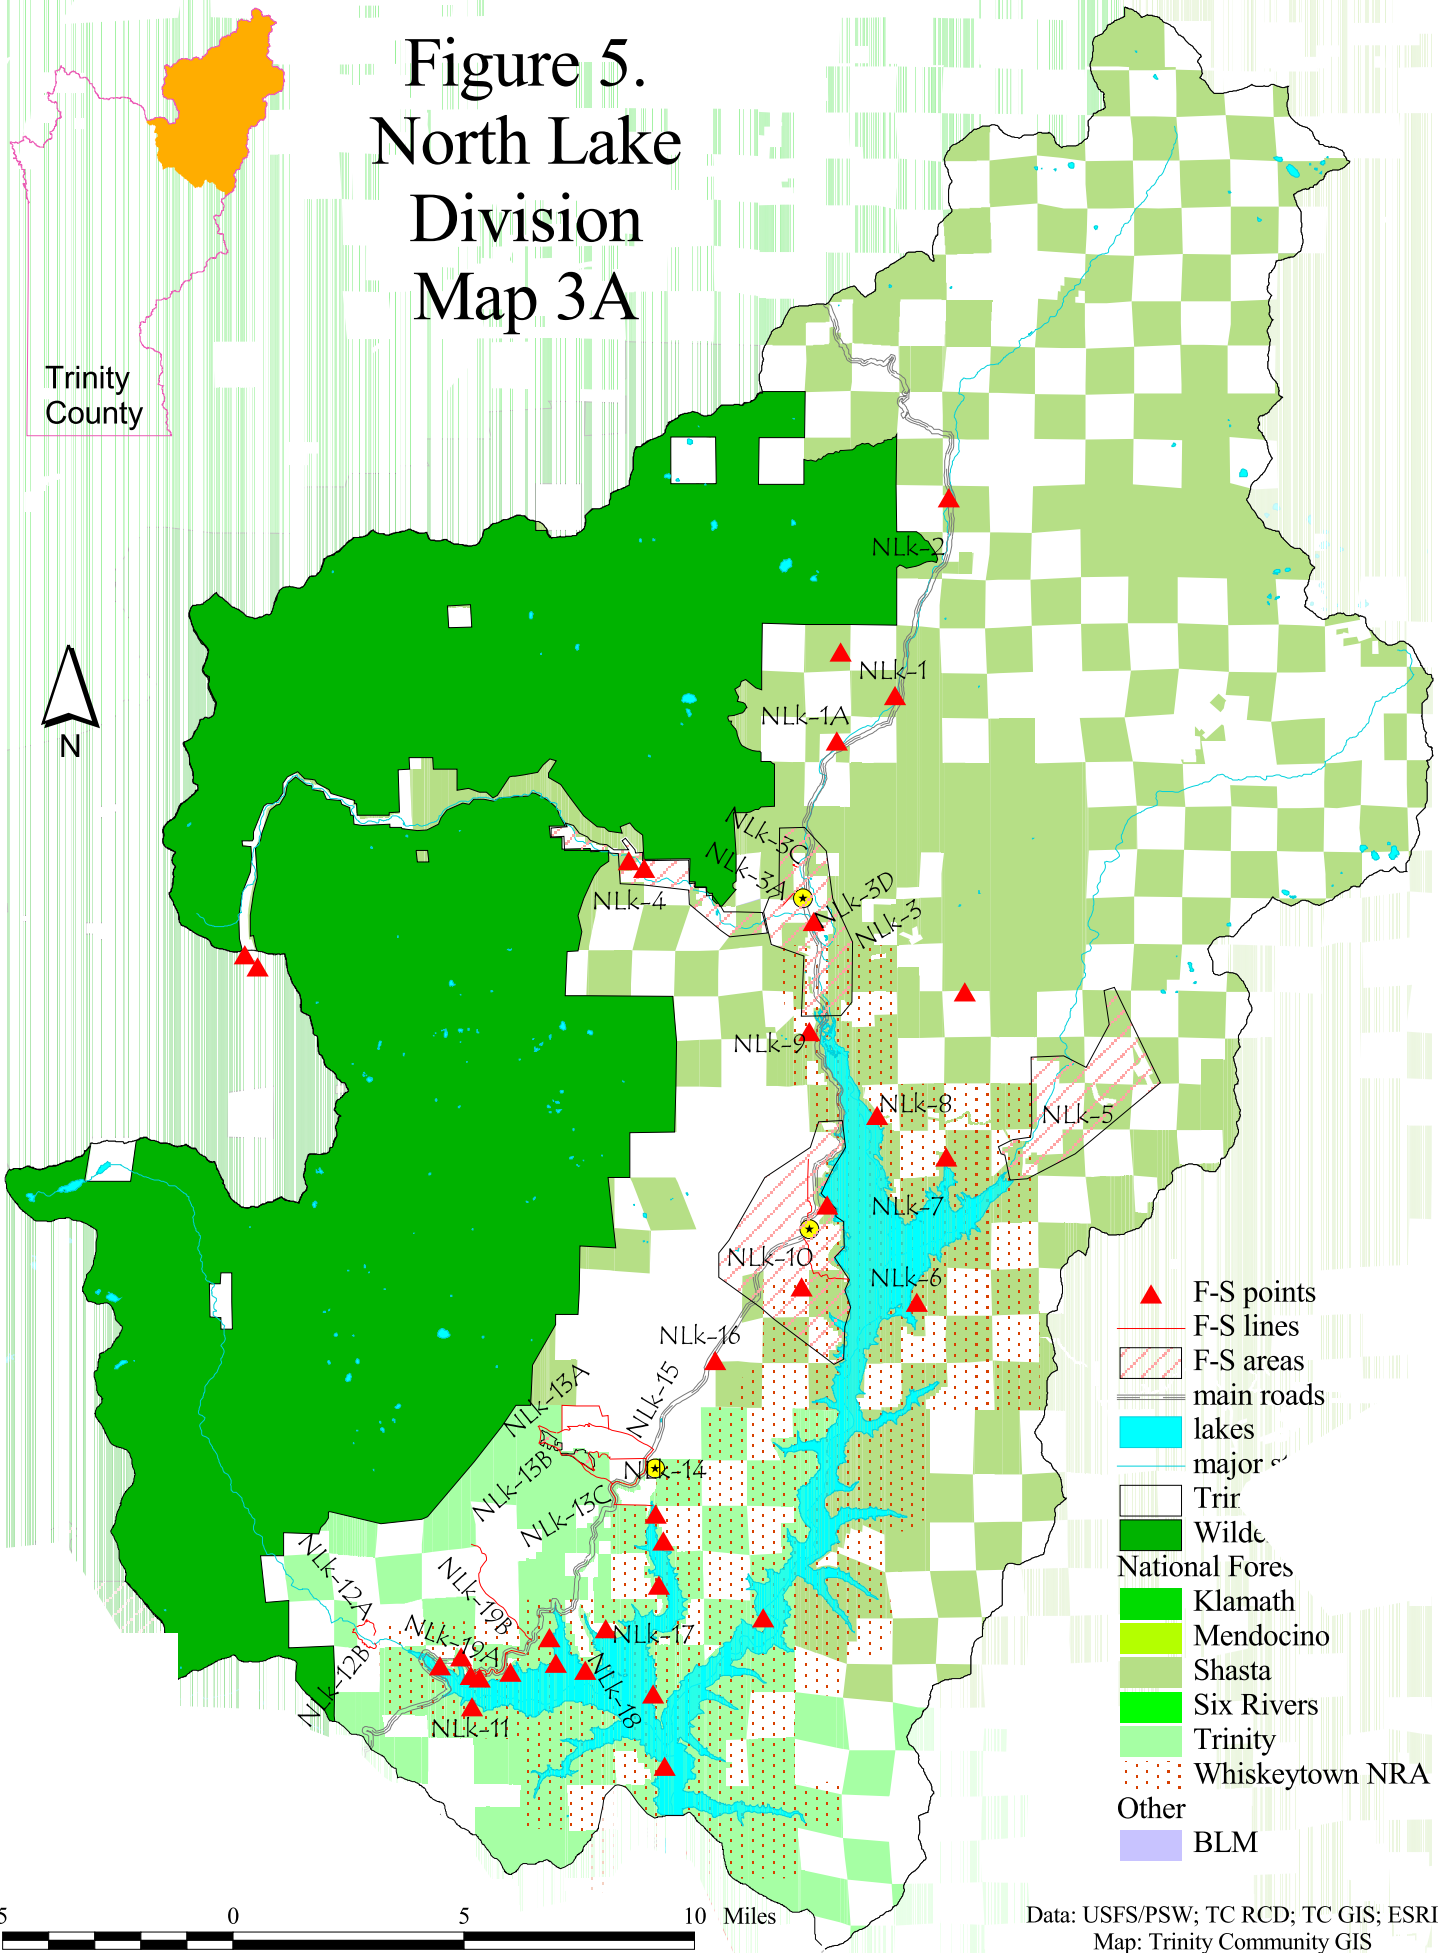 Figure 5.
North Lake
Division
Map 3A
Trinity
County
N
NLk-2
NLk-1
NLk-1A
NLk-3C
NLk-3A
NLk-3D
NLk-3
NLk-4
NLk-9
NLk-8
NLk-5
NLk-7
NLk-10
NLk-6
NLk-16
NLk-15
NLk-13A
NLk-13B
NLk-14
NLk-13C
NLk-12A
NLk-19B
NLk-19A
NLk-17
NLk-12B
NLk-18
NLk-11
F-S points
F-S lines
F-S areas
main roads
lakes
major
National Fores
Klamath
Mendocino
Shasta
Six Rivers
Trinity
Whiskeytown NRA
Other
BLM
5 0 5 10 Miles
Data: USFS/PSW; TC RCD; TC GIS; ESRI
Map: Trinity Community GIS